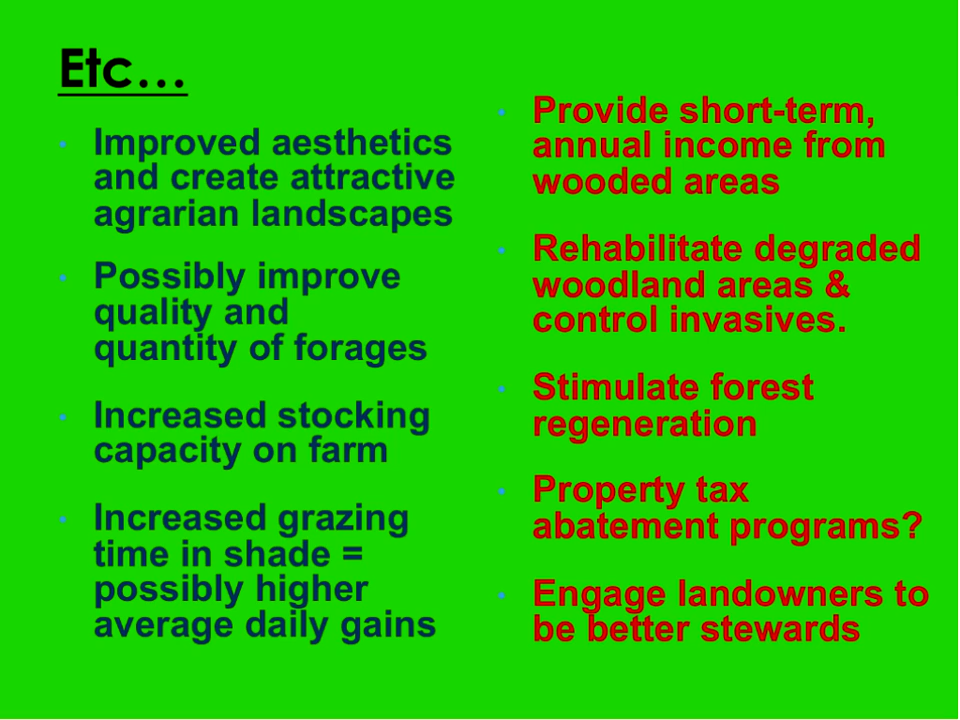 Etc…
• Improved aesthetics
and create attractive
agrarian landscapes
• Possibly improve
quality and
quantity of forages
• Increased stocking
capacity on farm
• Increased grazing
time in shade =
possibly higher
average daily gains
• Provide short-term,
annual income from
wooded areas
• Rehabilitate degraded
woodland areas &
control invasives.
• Stimulate forest
regeneration
• Property tax
abatement programs?
• Engage landowners to
be better stewards